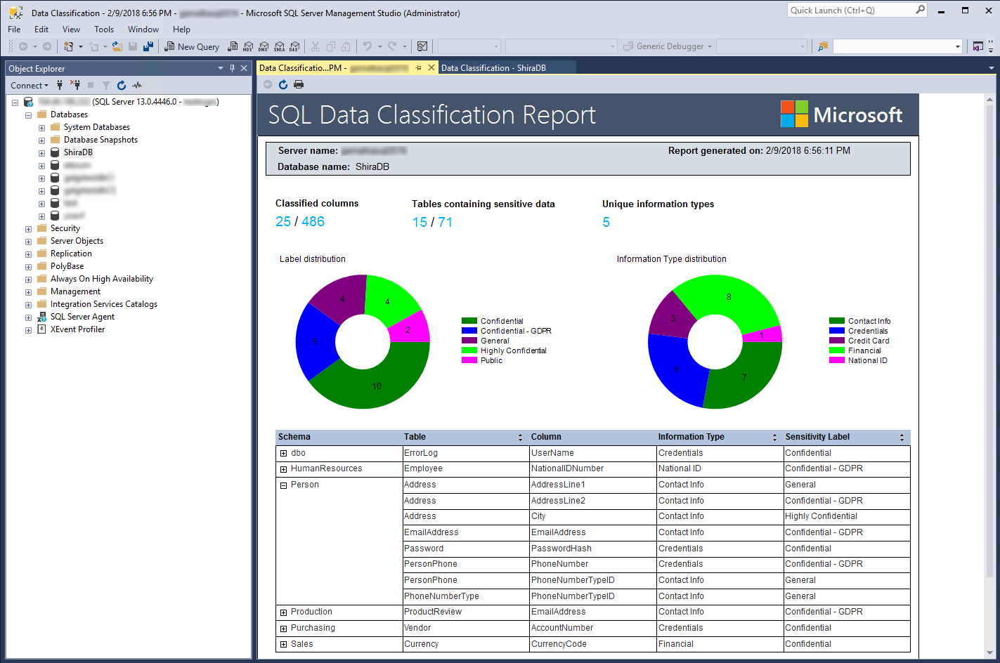 Data Classification - 2/9/2018 6:56 PM - - Microsoft SQL Server Management Studio (Administrator)
Quick Launch (Ctrl+Q)
File Edit View Tools Window Help
New Query MDX DMX XMLA DAX Generic Debugger
Object Explorer
Data Classificatio...PM - Data Classification - ShiraDB
Connect
(SQL Server 13.0.4446.0 - )
Databases
System Databases
Database Snapshots
ShiraDB
Security
Server Objects
Replication
PolyBase
Always On High Availability
Management
Integration Services Catalogs
SQL Server Agent
XEvent Profiler
SQL Data Classification Report Microsoft
Server name: Report generated on: 2/9/2018 6:56:11 PM
Database name: ShiraDB
Classified columns Tables containing sensitive data Unique information types
25 / 486 15 / 71 5
Label distribution Information Type distribution
4 4 2 5 10
Confidential
Confidential - GDPR
General
Highly Confidential
Public
8 3 1 6 7
Contact Info
Credentials
Credit Card
Financial
National ID
Schema Table Column Information Type Sensitivity Label
dbo ErrorLog UserName Credentials Confidential
HumanResources Employee NationalIDNumber National ID Confidential - GDPR
Person Address AddressLine1 Contact Info General
Address AddressLine2 Contact Info Confidential - GDPR
Address City Contact Info Highly Confidential
EmailAddress EmailAddress Contact Info Confidential - GDPR
Password PasswordHash Credentials Confidential
PersonPhone PhoneNumber Credentials Confidential - GDPR
PersonPhone PhoneNumberTypeID Contact Info General
PhoneNumberType PhoneNumberTypeID Contact Info General
Production ProductReview EmailAddress Contact Info Confidential - GDPR
Purchasing Vendor AccountNumber Credentials Confidential
Sales Currency CurrencyCode Financial Confidential